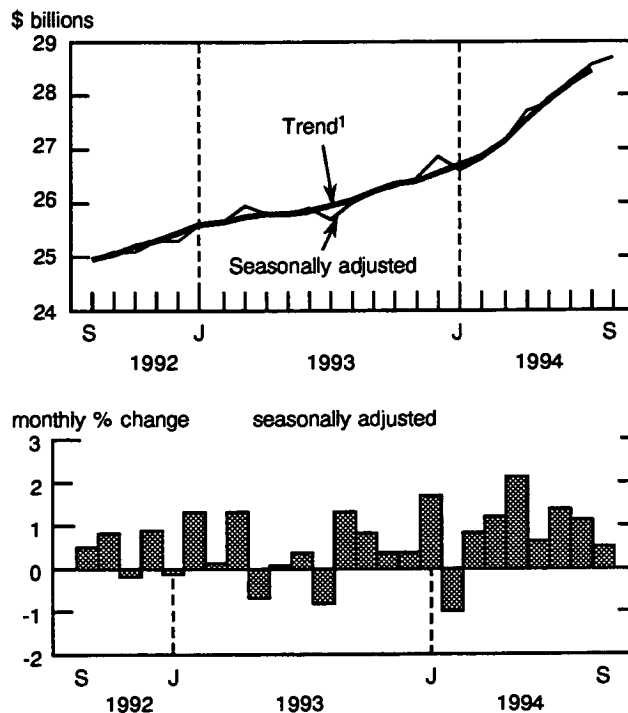 $ billions
29
28
27
26
25
24
Trend¹
Seasonally adjusted
S J J S
1992 1993 1994
monthly % change seasonally adjusted
3
2
1
0
-1
-2
S J J S
1992 1993 1994